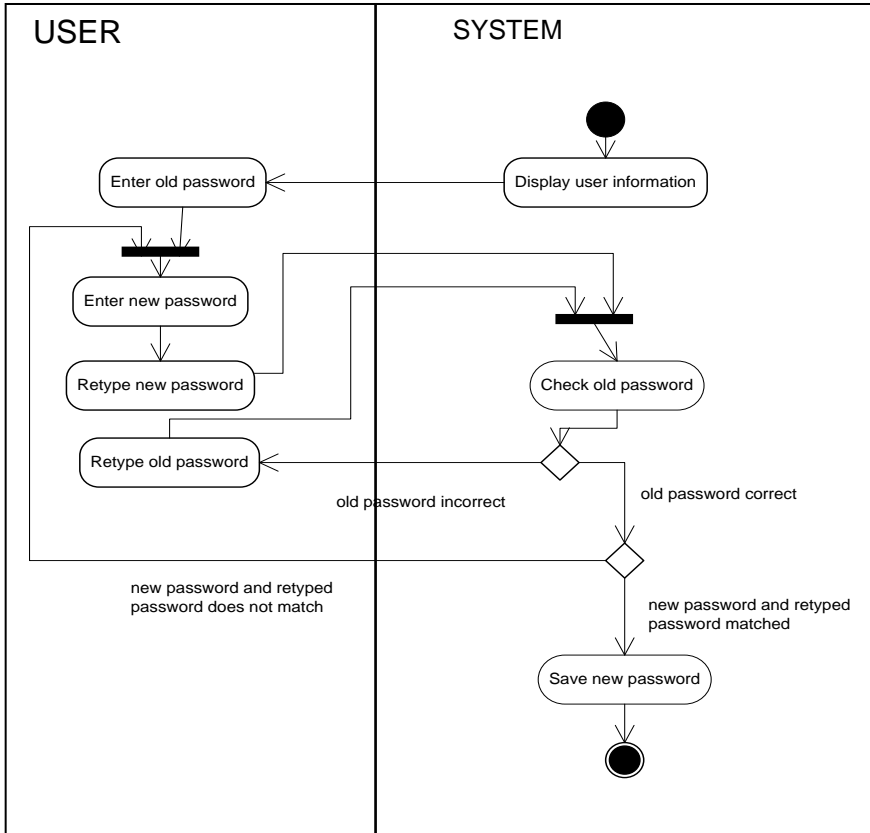 USER
SYSTEM
Display user information
Enter old password
Enter new password
Retype new password
Check old password
Retype old password
old password incorrect
old password correct
new password and retyped
password does not match
new password and retyped
password matched
Save new password